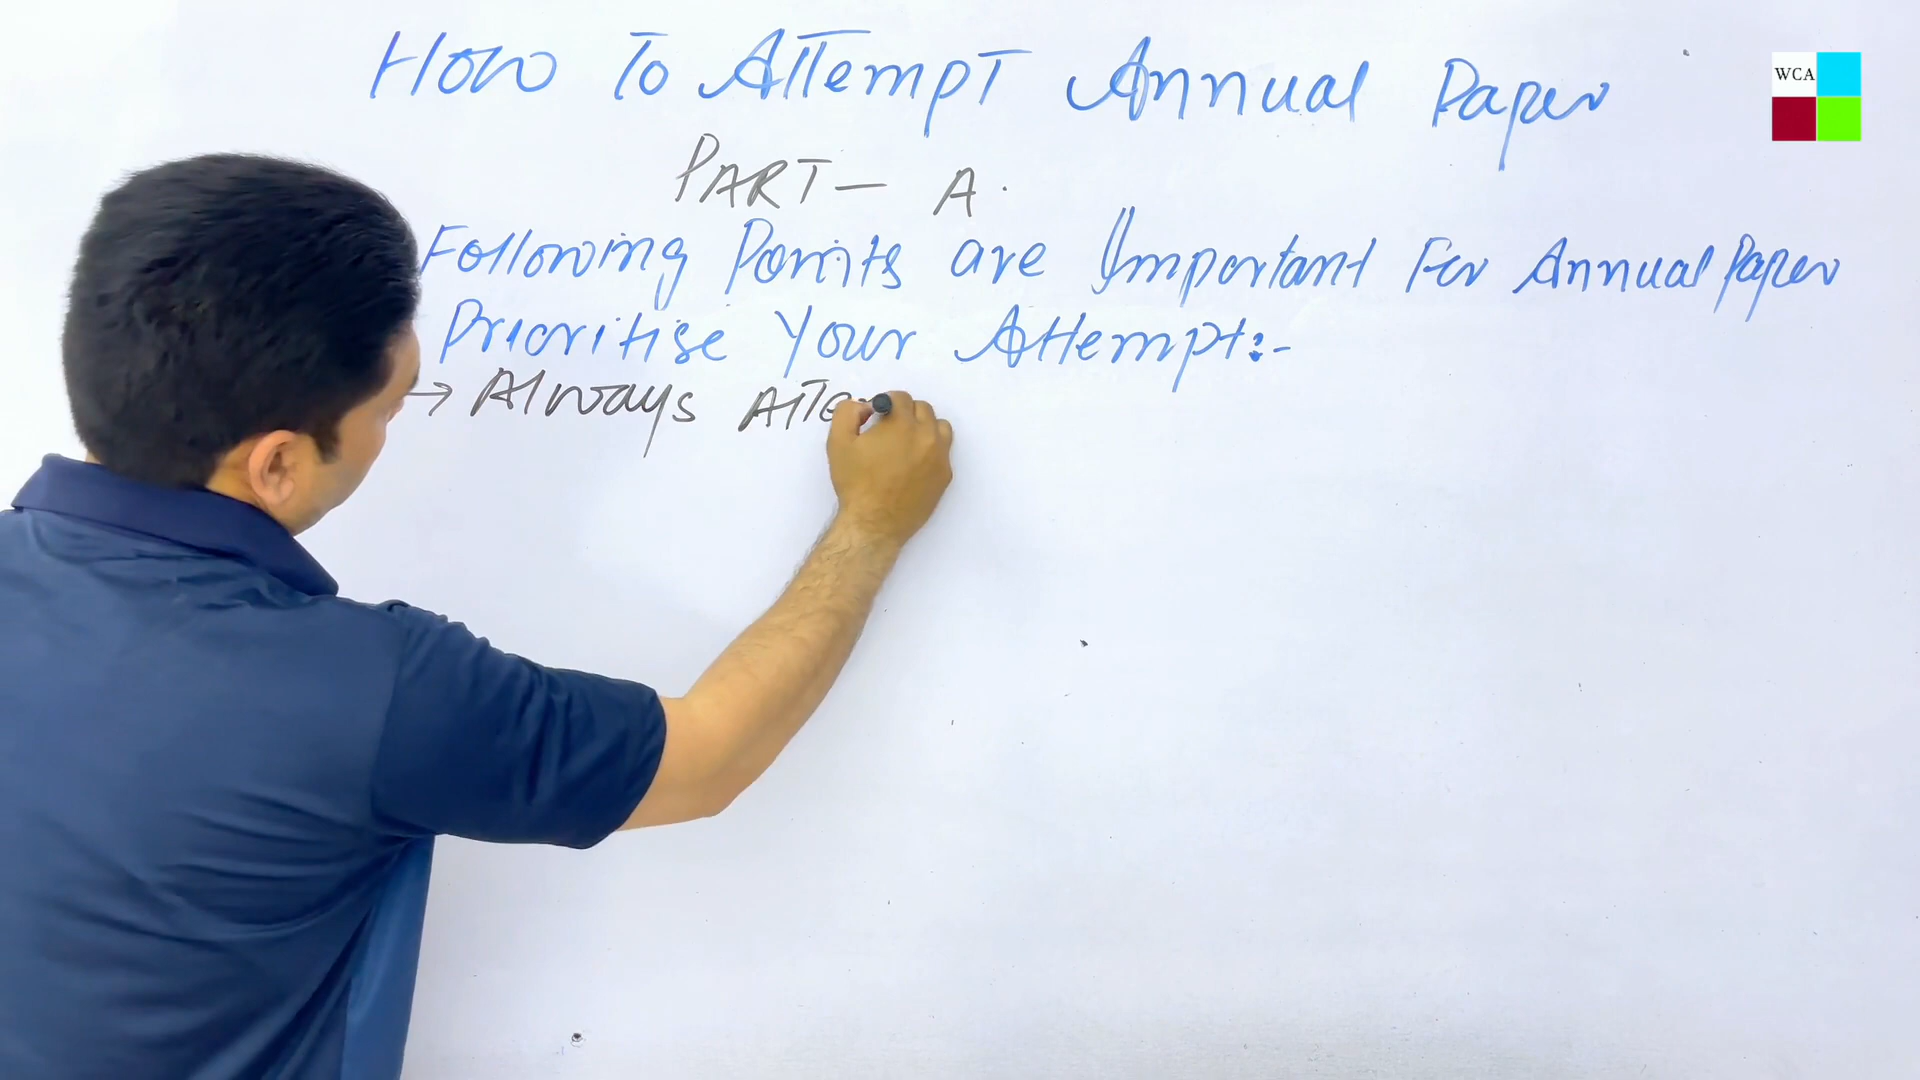 How To Attempt Annual Paper
WCA
PART - A.
Following Points are Important For Annual Paper
Prioritise Your Attempt:-
→ Always Atte